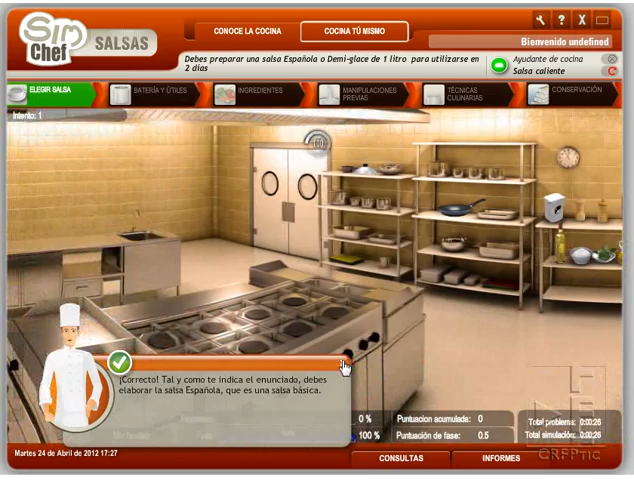 Sim
Chef
SALSAS
CONOCE LA COCINA
COCINA TÚ MISMO
? X
Bienvenido undefined
Debes preparar una salsa Española o Demi-glace de 1 litro para utilizarse en
2 días
Ayudante de cocina
Salsa caliente
ELEGIR SALSA
BATERÍA Y ÚTILES
INGREDIENTES
MANIPULACIONES
PREVIAS
TÉCNICAS
CULINARIAS
CONSERVACIÓN
Intento: 1
¡Correcto! Tal y como te indica el enunciado, debes
elaborar la salsa Española, que es una salsa básica.
0 %
Puntuacion acumulada: 0
Total problema: 0:00:26
100 %
Puntuación de fase: 0.5
Total simulación: 0:00:26
CRFPTIC
Martes 24 de Abril de 2012 17:27
CONSULTAS
INFORMES